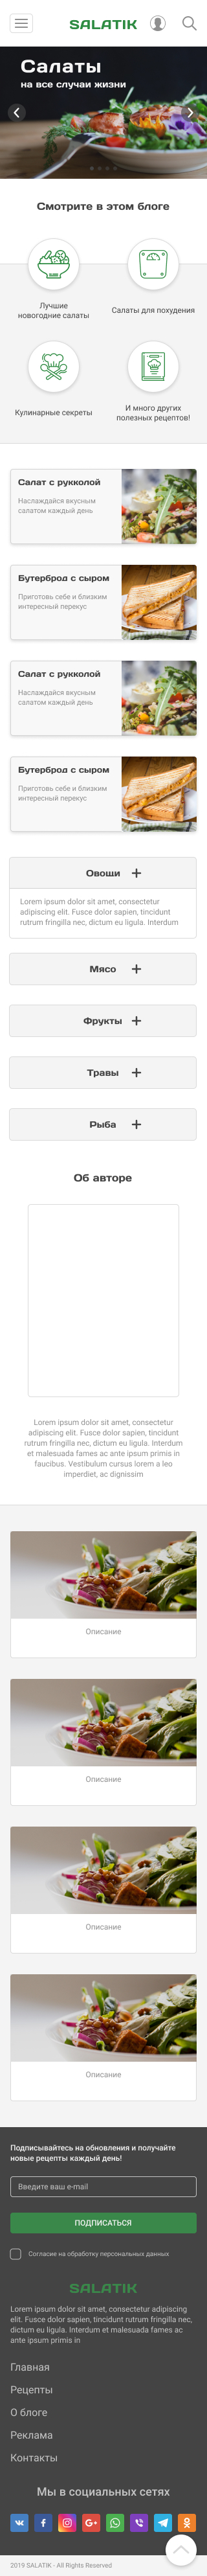 SALATIK
Салаты
на все случаи жизни
Смотрите в этом блоге
Лучшие
новогодние салаты
Салаты для похудения
Кулинарные секреты
И много других
полезных рецептов!
Салат с рукколой
Наслаждайся вкусным
салатом каждый день
Бутерброд с сыром
Приготовь себе и близким
интересный перекус
Салат с рукколой
Наслаждайся вкусным
салатом каждый день
Бутерброд с сыром
Приготовь себе и близким
интересный перекус
Овощи
Lorem ipsum dolor sit amet, consectetur
adipiscing elit. Fusce dolor sapien, tincidunt
rutrum fringilla nec, dictum eu ligula. Interdum
Мясо
Фрукты
Травы
Рыба
Об авторе
Lorem ipsum dolor sit amet, consectetur
adipiscing elit. Fusce dolor sapien, tincidunt
rutrum fringilla nec, dictum eu ligula. Interdum
et malesuada fames ac ante ipsum primis in
faucibus. Vestibulum cursus lorem a leo
imperdiet, ac dignissim
Описание
Описание
Описание
Описание
Подписывайтесь на обновления и получайте
новые рецепты каждый день!
Введите ваш e-mail
ПОДПИСАТЬСЯ
Согласие на обработку персональных данных
SALATIK
Lorem ipsum dolor sit amet, consectetur adipiscing
elit. Fusce dolor sapien, tincidunt rutrum fringilla nec,
dictum eu ligula. Interdum et malesuada fames ac
ante ipsum primis in
Главная
Рецепты
О блоге
Реклама
Контакты
Мы в социальных сетях
2019 SALATIK - All Rights Reserved